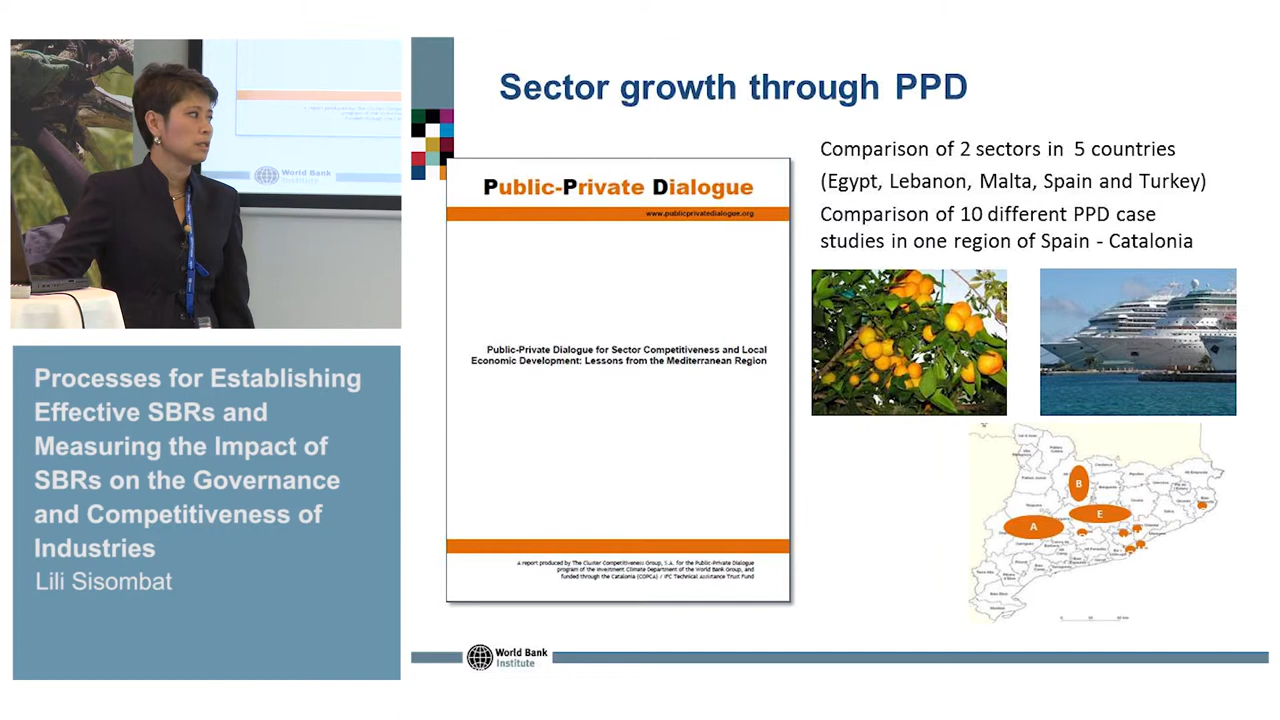 World Bank
Institute
Processes for Establishing
Effective SBRs and
Measuring the Impact of
SBRs on the Governance
and Competitiveness of
Industries
Lili Sisombat
Sector growth through PPD
Public-Private Dialogue
www.publicprivatedialogue.org
Public-Private Dialogue for Sector Competitiveness and Local
Economic Development: Lessons from the Mediterranean Region
A report produced by The Cluster Competitiveness Group, S.A. for the Public-Private Dialogue
program of the Investment Climate Department of the World Bank Group, and
funded through the Catalonia (COPCA) / IFC Technical Assistance Trust Fund
Comparison of 2 sectors in 5 countries
(Egypt, Lebanon, Malta, Spain and Turkey)
Comparison of 10 different PPD case
studies in one region of Spain - Catalonia
B
E
A
World Bank
Institute